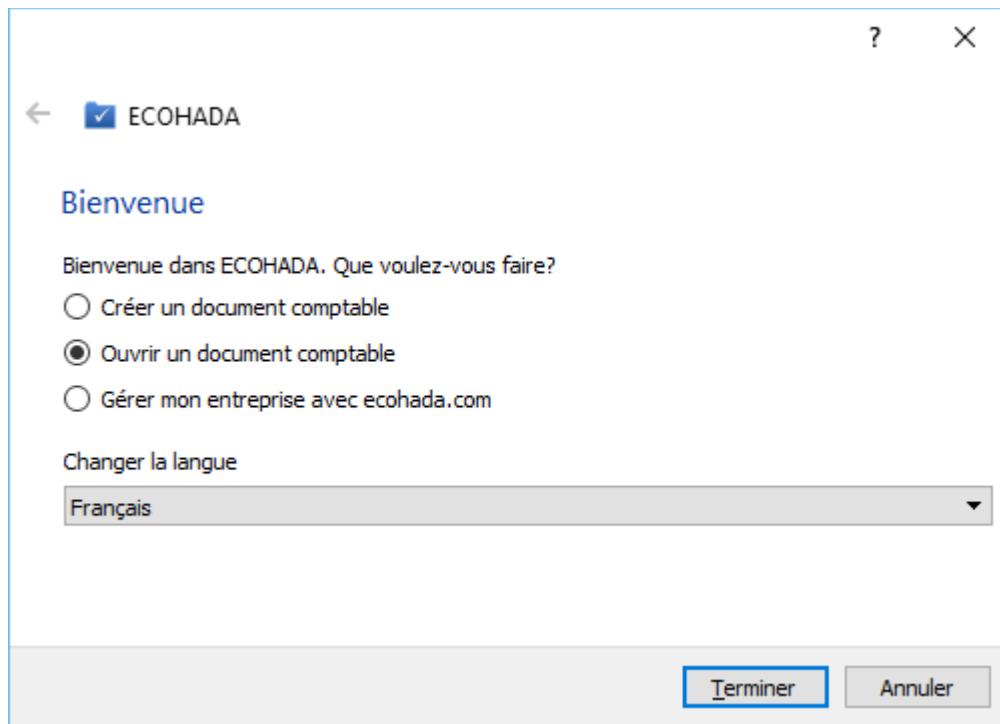 ?
ECOHADA
Bienvenue
Bienvenue dans ECOHADA. Que voulez-vous faire?
Créer un document comptable
Ouvrir un document comptable
Gérer mon entreprise avec ecohada.com
Changer la langue
Français
Terminer Annuler